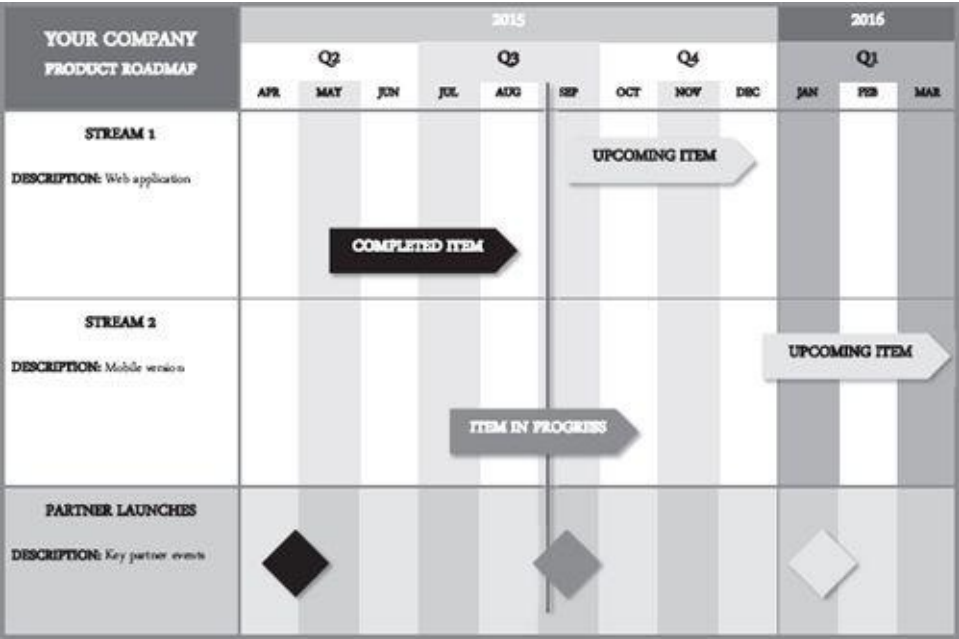 YOUR COMPANY
PRODUCT ROADMAP
2015
2016
Q2
Q3
Q4
Q1
APR
MAY
JUN
JUL
AUG
SEP
OCT
NOV
DEC
JAN
FEB
MAR
STREAM 1
DESCRIPTION: Web application
UPCOMING ITEM
COMPLETED ITEM
STREAM 2
DESCRIPTION: Mobile version
UPCOMING ITEM
ITEM IN PROGRESS
PARTNER LAUNCHES
DESCRIPTION: Key partner events